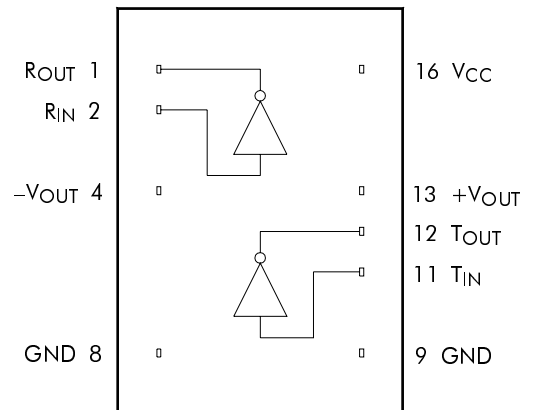 ROUT 1
RIN 2
–VOUT 4
GND 8
16 VCC
13 +VOUT
12 TOUT
11 TIN
9 GND